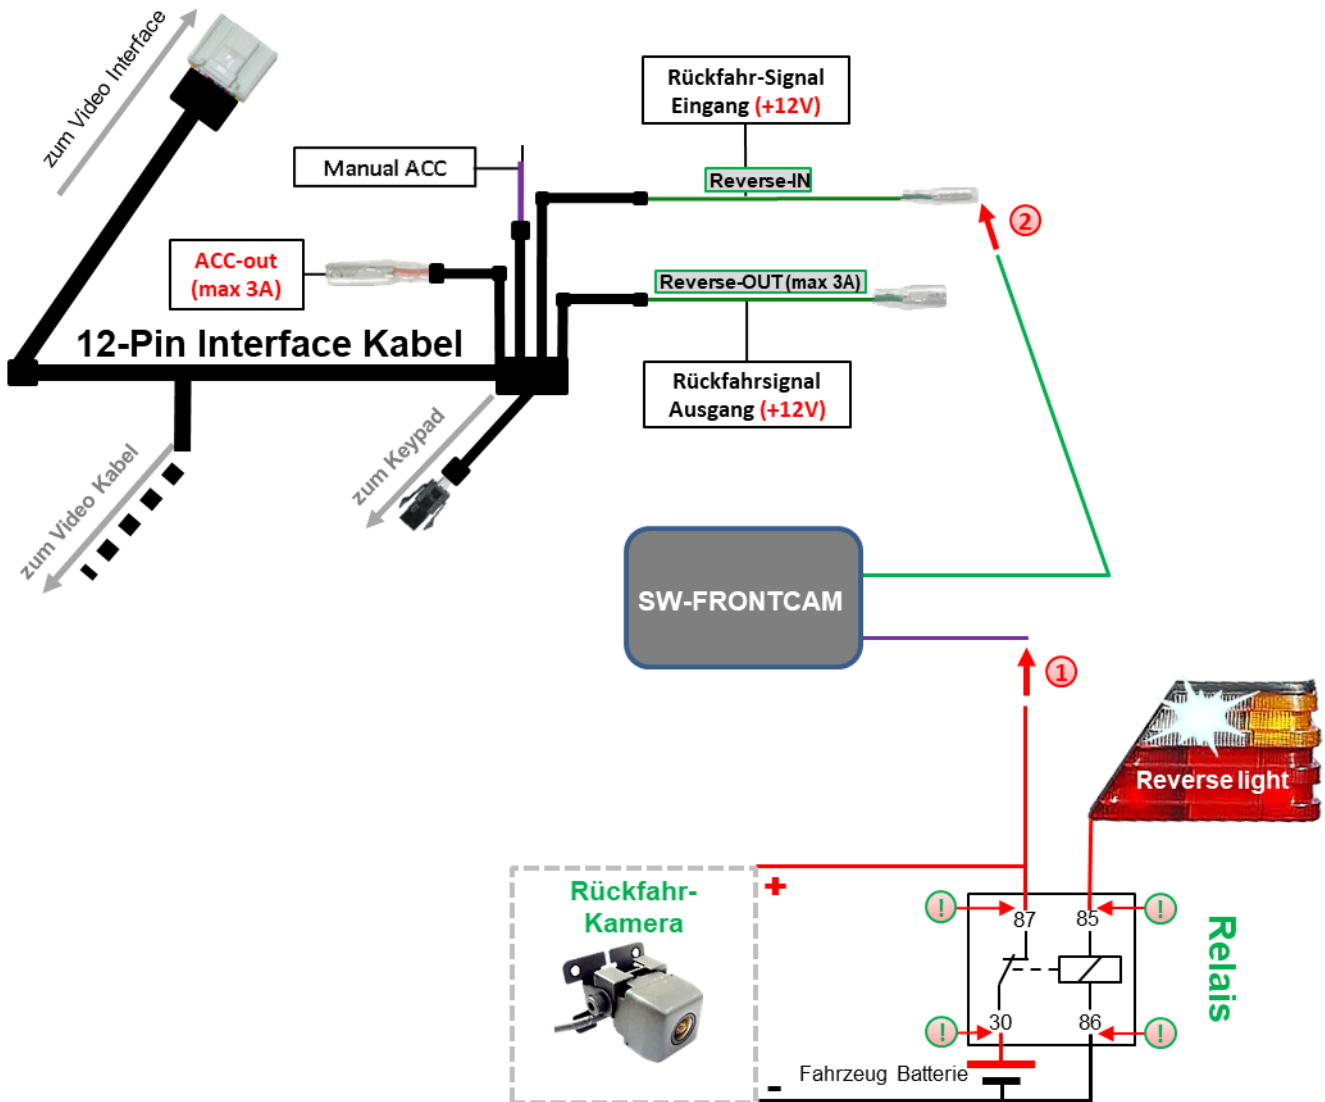 zum Video Interface
Rückfahr-Signal
Eingang (+12V)
Manual ACC
Reverse-IN
2
ACC-out
(max 3A)
Reverse-OUT (max 3A)
12-Pin Interface Kabel
Rückfahrsignal
Ausgang (+12V)
zum Keypad
zum Video Kabel
SW-FRONTCAM
1
Reverse light
+
Rückfahr-
Kamera
! 87 85 !
Relais
! 30 86 !
Fahrzeug Batterie
-